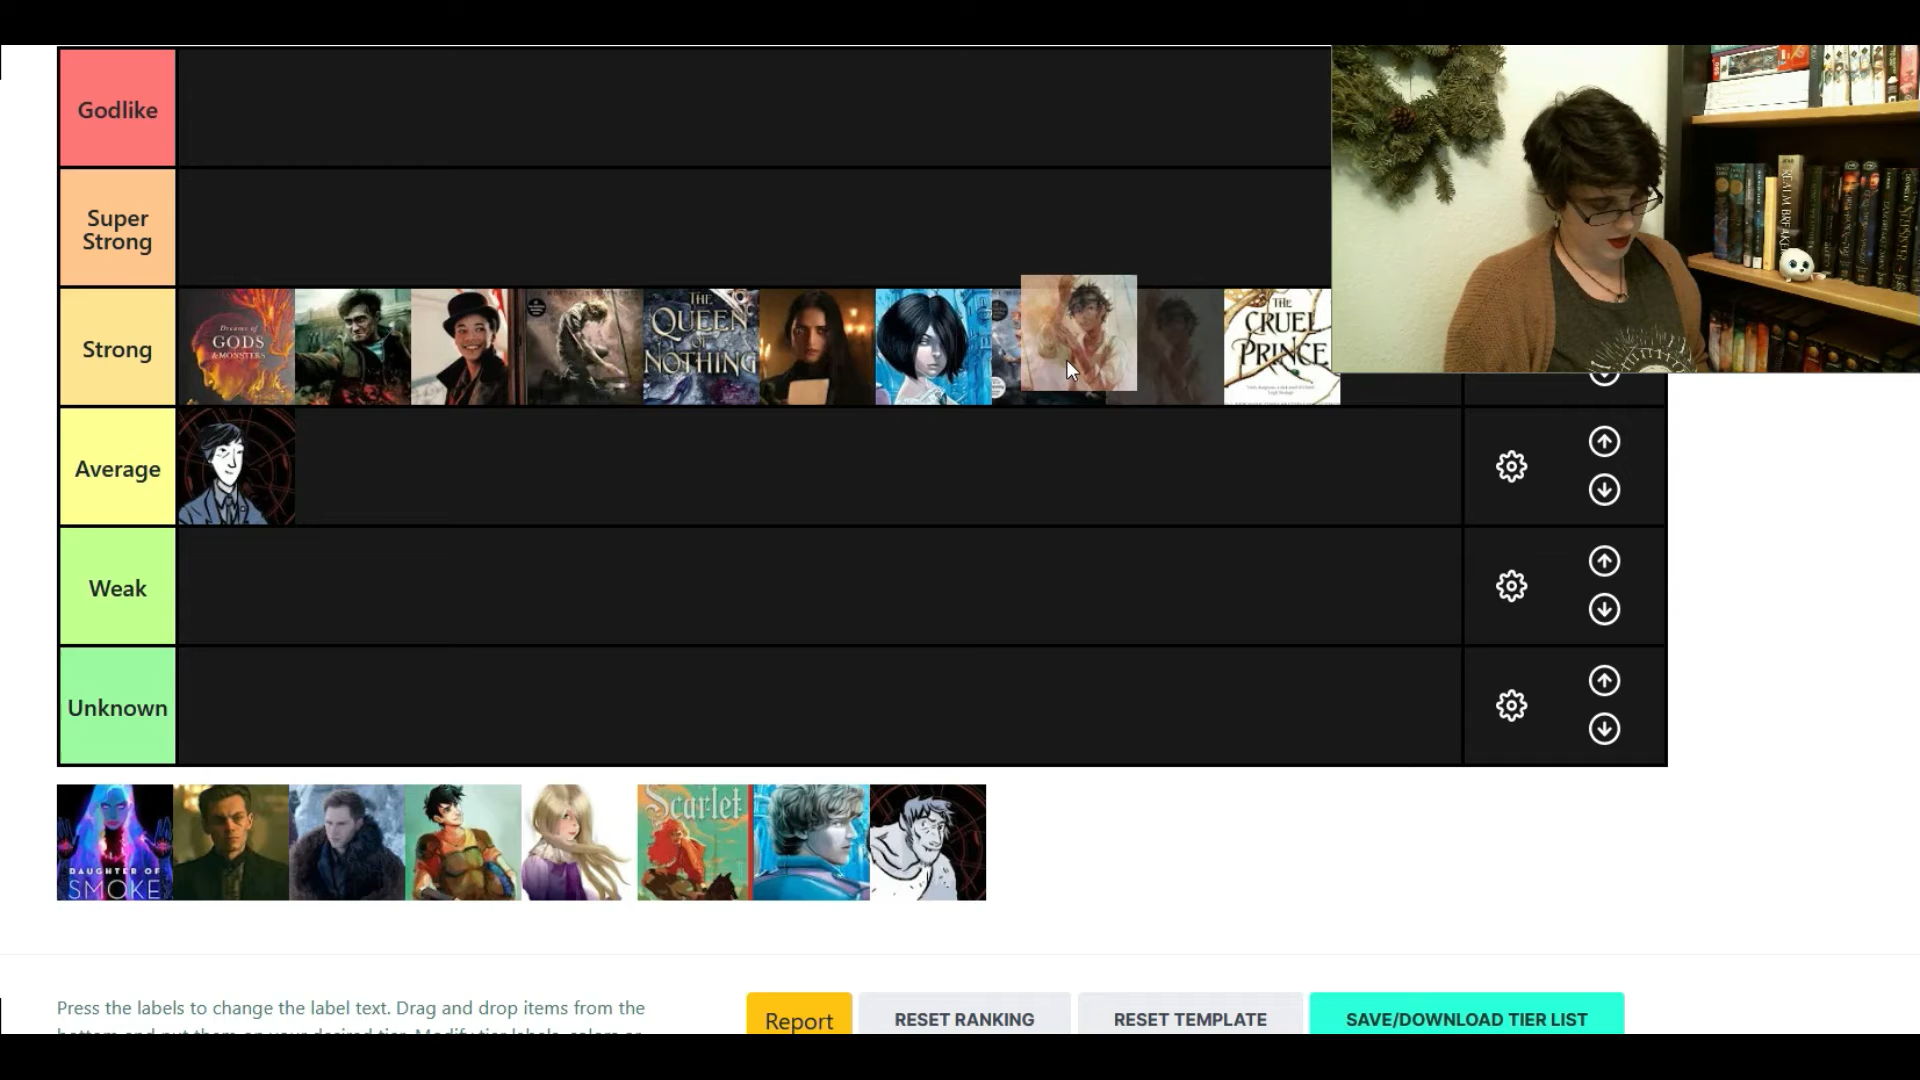 Godlike
Super
Strong
Strong
Dreams of
GODS
& MONSTERS
THE
QUEEN
OF
NOTHING
THE
CRUEL
PRINCE
REALM BREAKER
Average
Weak
Unknown
DAUGHTER OF
SMOKE
Scarlet
Press the labels to change the label text. Drag and drop items from the
Report
RESET RANKING
RESET TEMPLATE
SAVE/DOWNLOAD TIER LIST